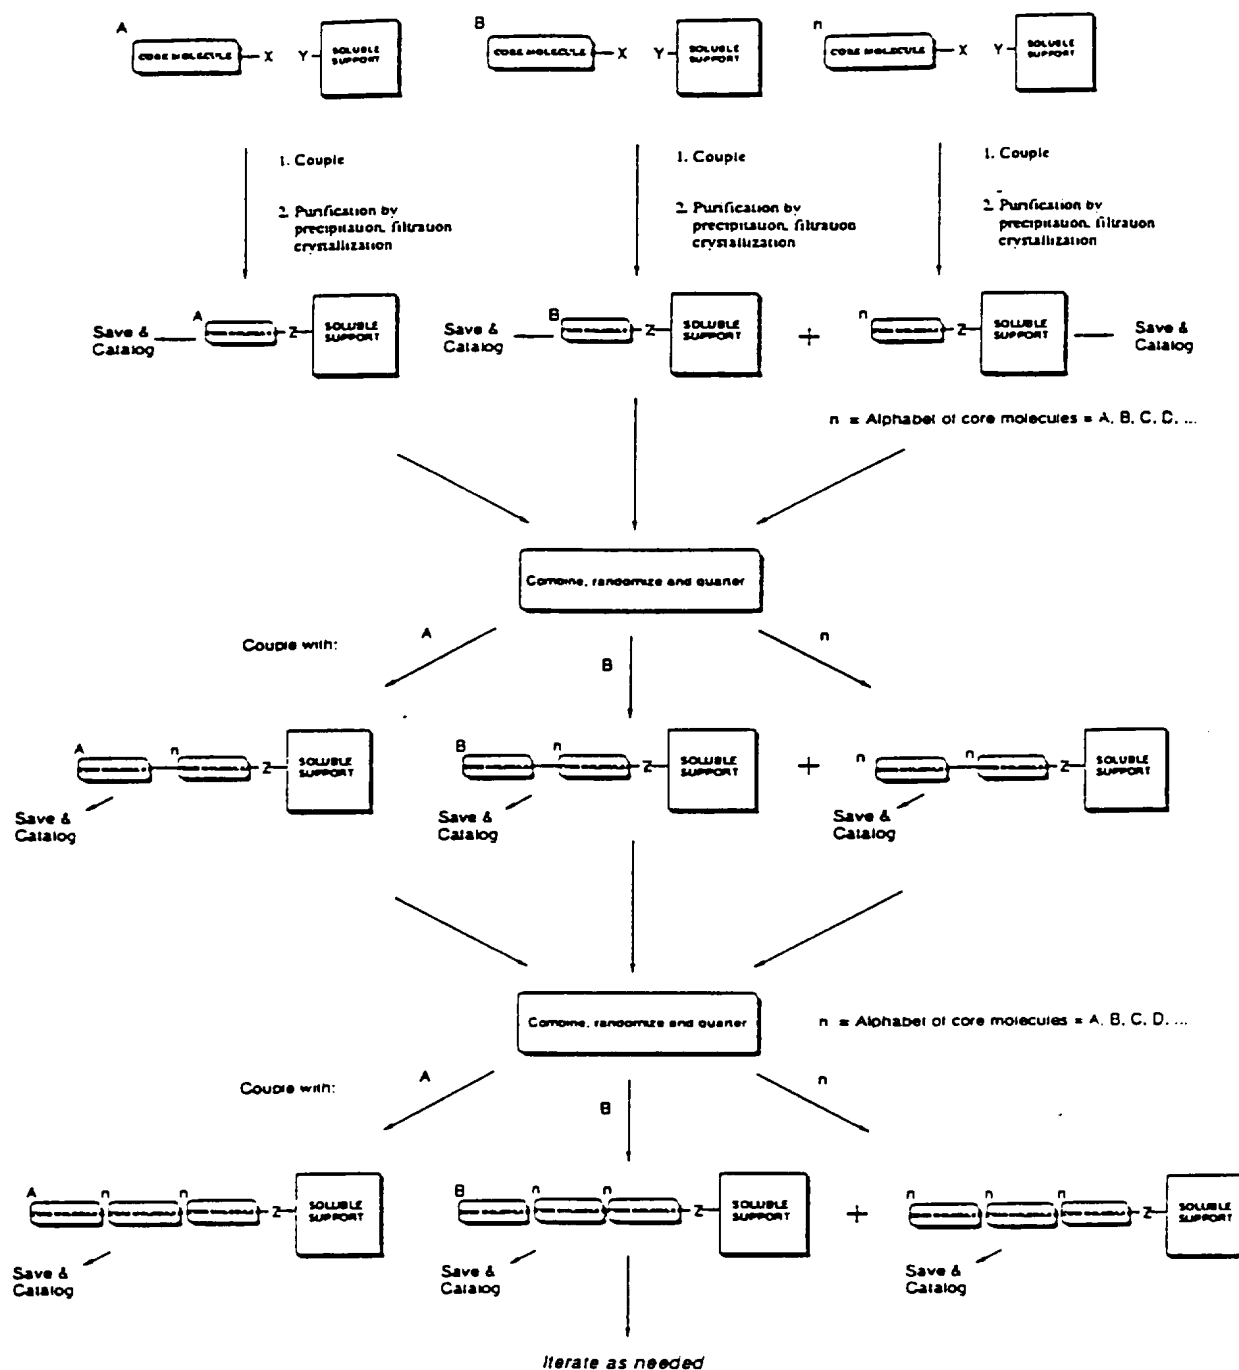 A B n
CORE MOLECULE X Y SOLUBLE SUPPORT CORE MOLECULE X Y SOLUBLE SUPPORT CORE MOLECULE X Y SOLUBLE SUPPORT
1. Couple 1. Couple 1. Couple
2. Purification by 2. Purification by 2. Purification by
precipitation, filtration precipitation, filtration precipitation, filtration
crystallization crystallization crystallization
A B n
Save & Catalog Z SOLUBLE SUPPORT Save & Catalog Z SOLUBLE SUPPORT + Z SOLUBLE SUPPORT Save & Catalog
n = Alphabet of core molecules = A, B, C, D, ...
Combine, randomize and quarter
Couple with: A B n
A n Z SOLUBLE SUPPORT B n Z SOLUBLE SUPPORT + n n Z SOLUBLE SUPPORT
Save & Save & Save &
Catalog Catalog Catalog
Combine, randomize and quarter
n = Alphabet of core molecules = A, B, C, D, ...
Couple with: A B n
A n n Z SOLUBLE SUPPORT B n n Z SOLUBLE SUPPORT + n n n Z SOLUBLE SUPPORT
Save & Save & Save &
Catalog Catalog Catalog
Iterate as needed